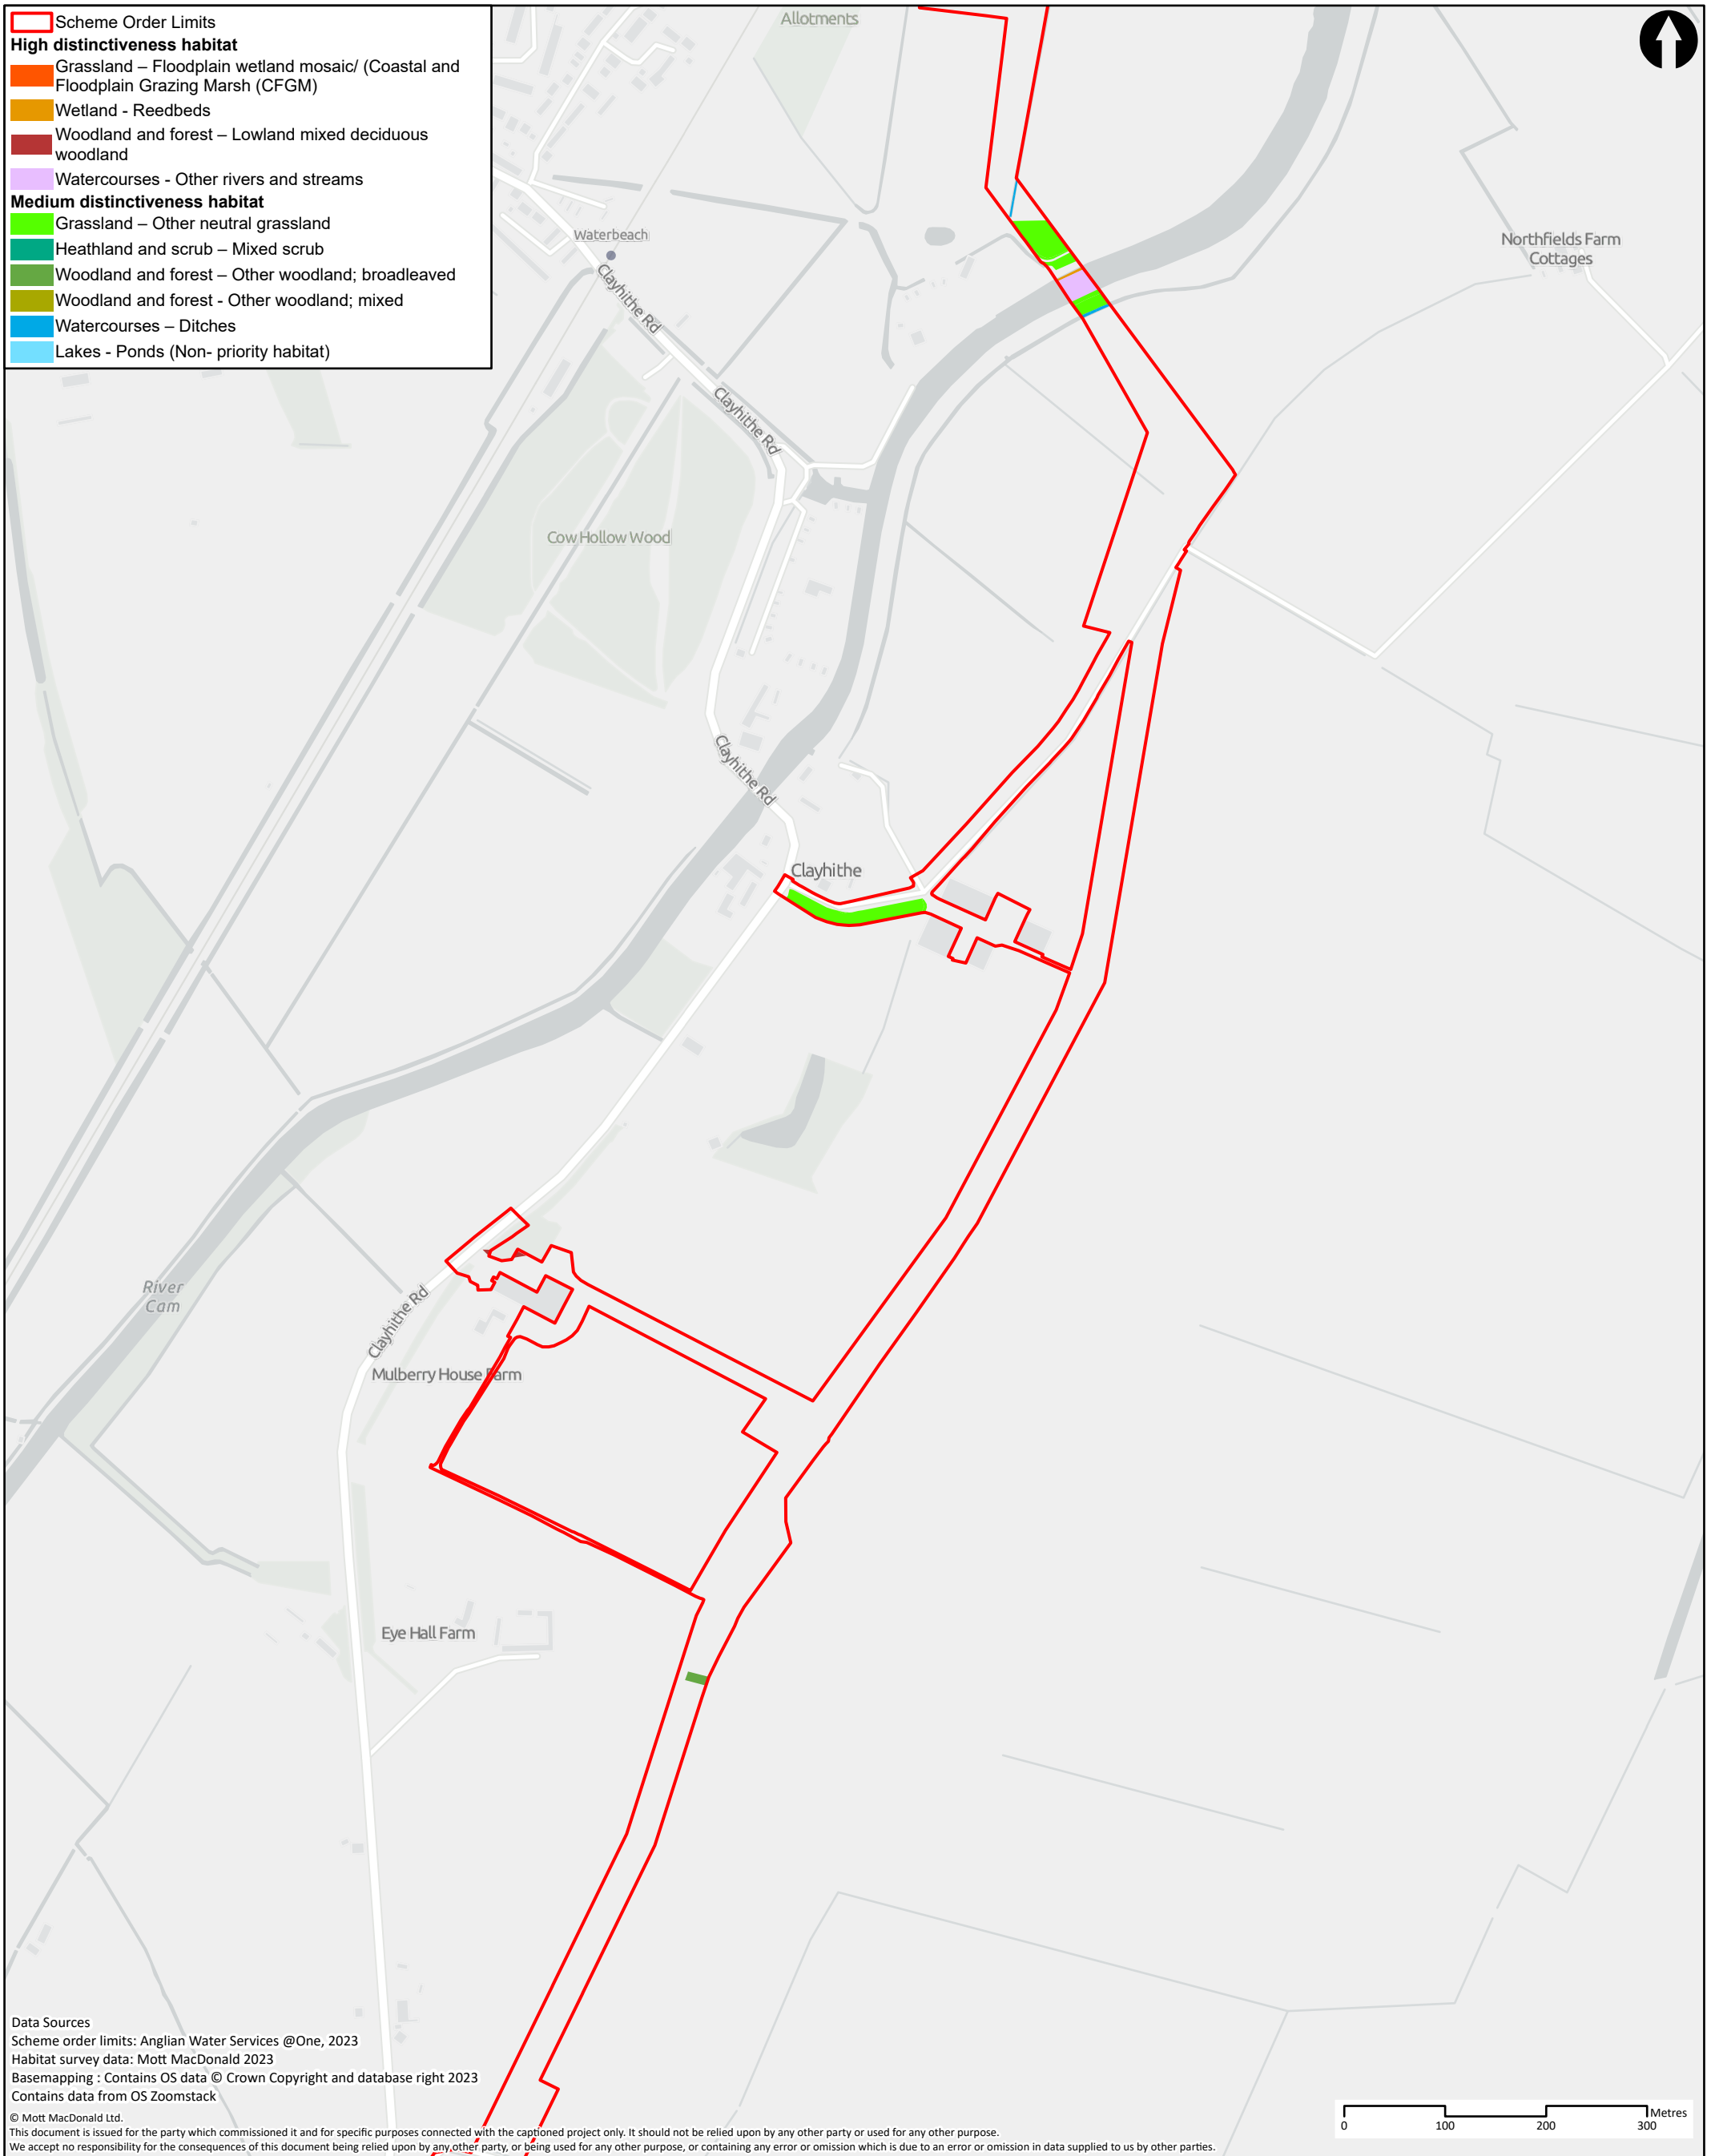 Scheme Order Limits
High distinctiveness habitat
Grassland – Floodplain wetland mosaic/ (Coastal and
Floodplain Grazing Marsh (CFGM)
Wetland - Reedbeds
Woodland and forest – Lowland mixed deciduous
woodland
Watercourses - Other rivers and streams
Medium distinctiveness habitat
Grassland – Other neutral grassland
Heathland and scrub – Mixed scrub
Woodland and forest – Other woodland; broadleaved
Woodland and forest - Other woodland; mixed
Watercourses – Ditches
Lakes - Ponds (Non- priority habitat)
Allotments
Waterbeach
Northfields Farm
Cottages
Clayhithe Rd
Clayhithe Rd
Cow Hollow Wood
Clayhithe Rd
Clayhithe
River
Cam
Clayhithe Rd
Mulberry House Farm
Eye Hall Farm
Data Sources
Scheme order limits: Anglian Water Services @One, 2023
Habitat survey data: Mott MacDonald 2023
Basemapping : Contains OS data © Crown Copyright and database right 2023
Contains data from OS Zoomstack
© Mott MacDonald Ltd.
This document is issued for the party which commissioned it and for specific purposes connected with the captioned project only. It should not be relied upon by any other party or used for any other purpose.
We accept no responsibility for the consequences of this document being relied upon by any other party, or being used for any other purpose, or containing any error or omission which is due to an error or omission in data supplied to us by other parties.
Metres
0 100 200 300